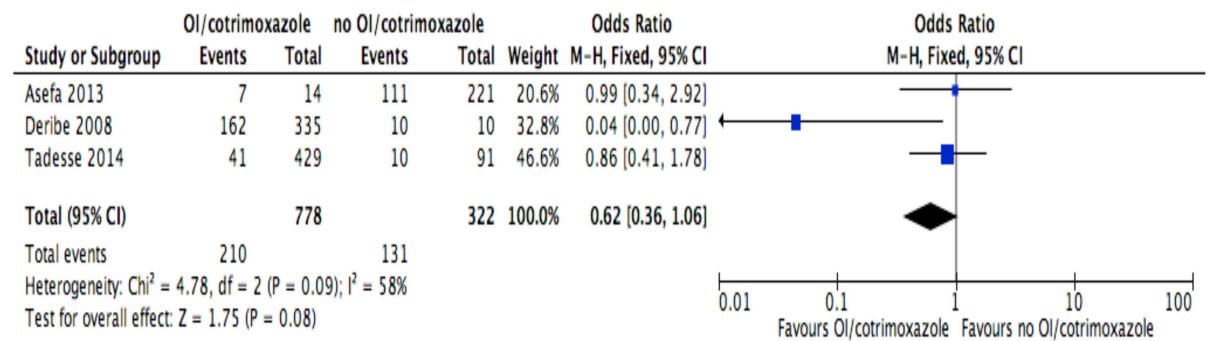 OI/cotrimoxazole no OI/cotrimoxazole Odds Ratio Odds Ratio
Study or Subgroup Events Total Events Total Weight M-H, Fixed, 95% CI M-H, Fixed, 95% CI
Asefa 2013 7 14 111 221 20.6% 0.99 [0.34, 2.92]
Deribe 2008 162 335 10 10 32.8% 0.04 [0.00, 0.77]
Tadesse 2014 41 429 10 91 46.6% 0.86 [0.41, 1.78]
Total (95% CI) 778 322 100.0% 0.62 [0.36, 1.06]
Total events 210 131
Heterogeneity: Chi² = 4.78, df = 2 (P = 0.09); I² = 58%
Test for overall effect: Z = 1.75 (P = 0.08)
0.01 0.1 1 10 100
Favours OI/cotrimoxazole Favours no OI/cotrimoxazole